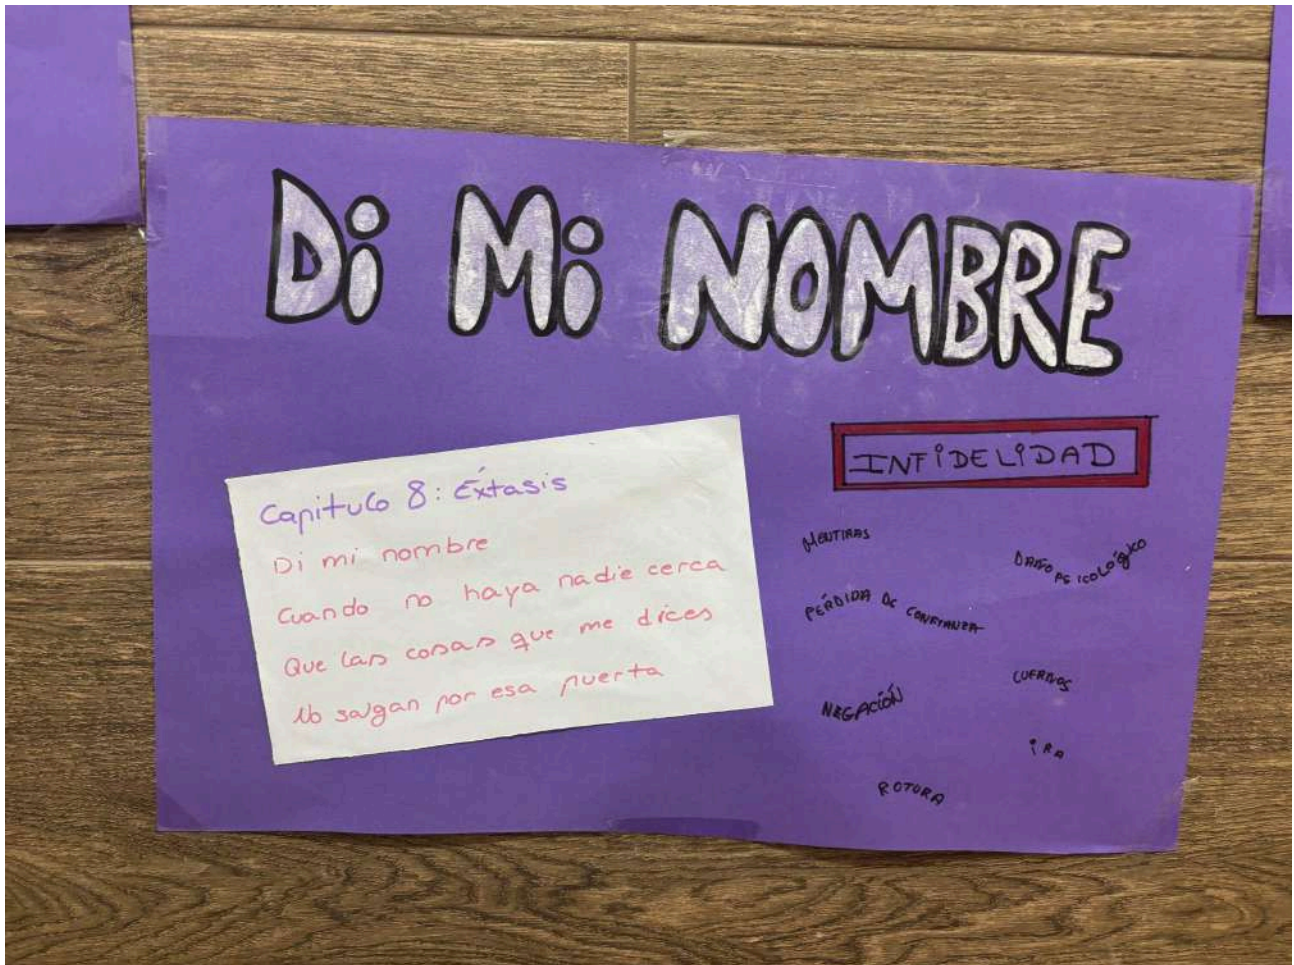 Di Mi NOMBRE
Capitulo 8: Éxtasis
Di mi nombre
Cuando no haya nadie cerca
Que las cosas que me dices
No salgan por esa puerta
INFIDELIDAD
MENTIRAS
DAÑO PSICOLÓGICO
PÉRDIDA DE CONFIANZA
CUERNOS
NEGACIÓN
iRA
ROTURA